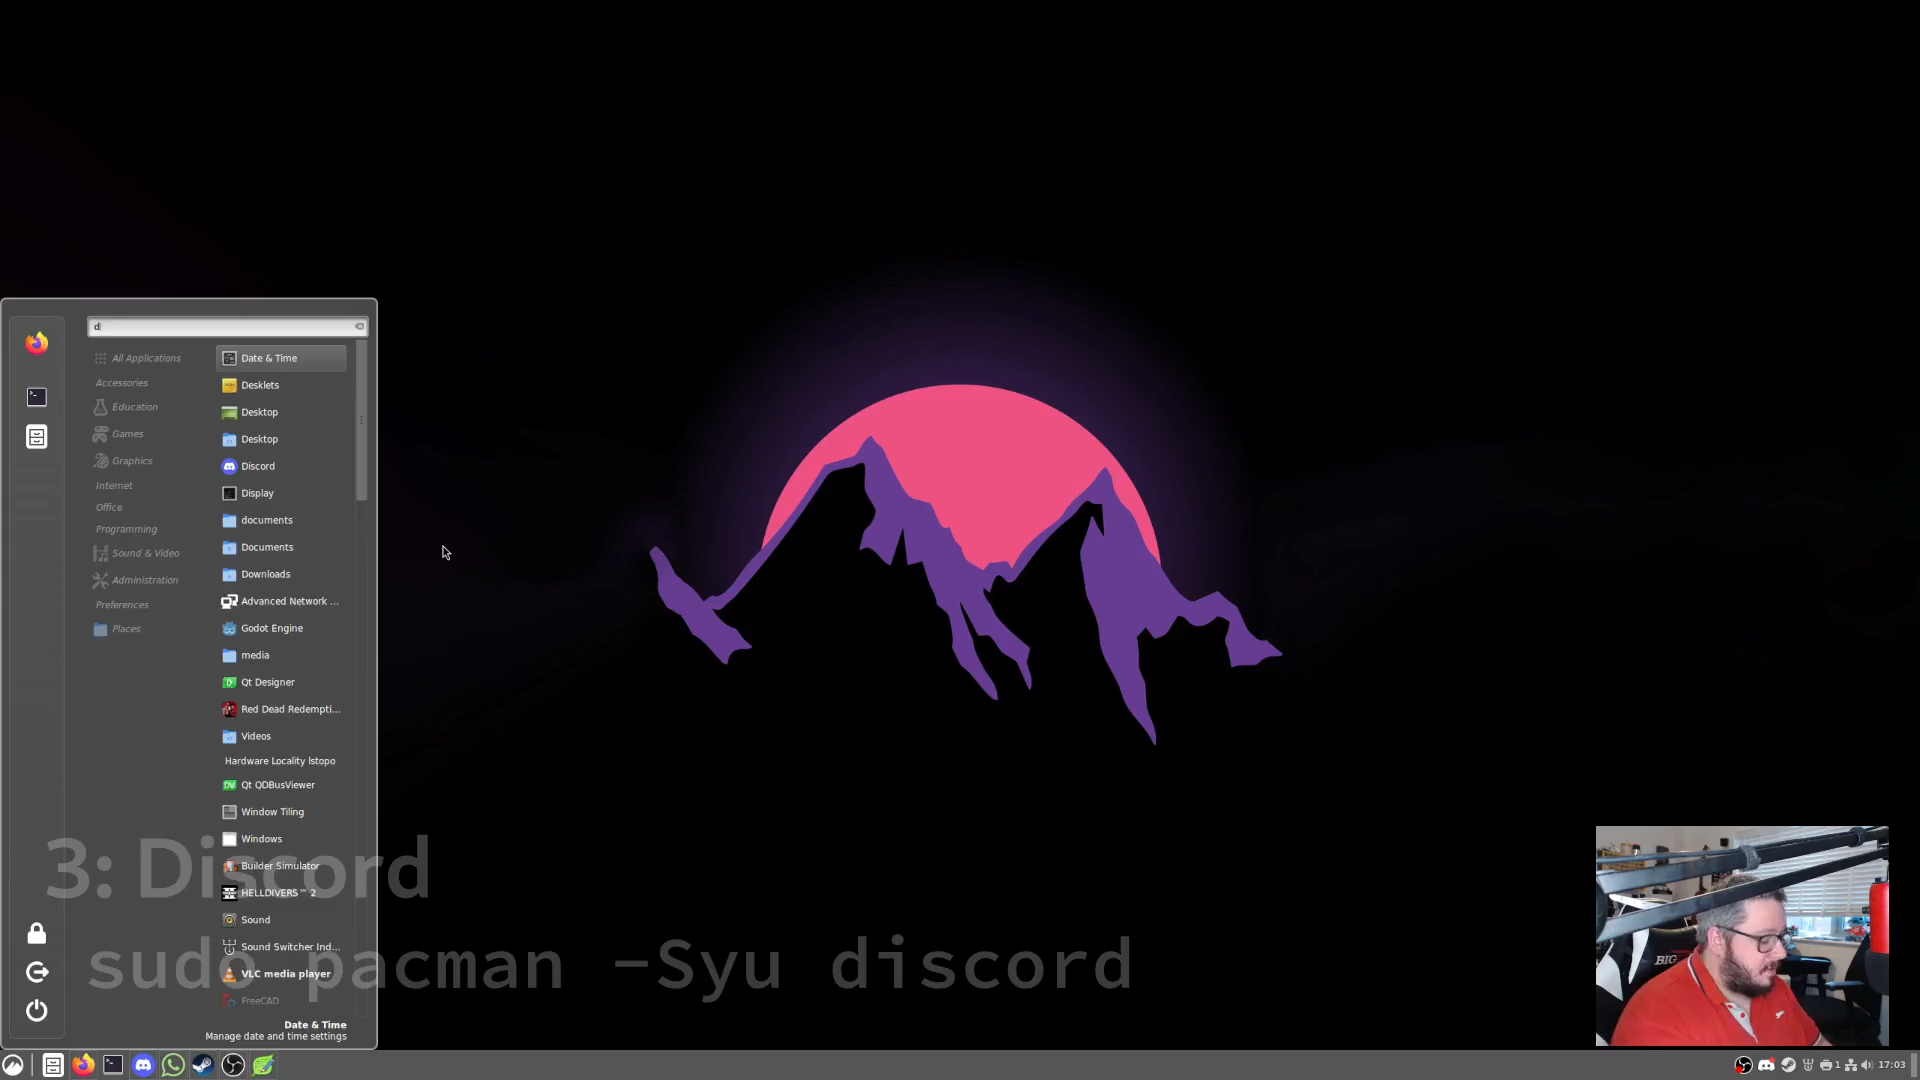 d
All Applications
Accessories
Education
Games
Graphics
Internet
Office
Programming
Sound & Video
Administration
Preferences
Places
Date & Time
Desklets
Desktop
Desktop
Discord
Display
documents
Documents
Downloads
Advanced Network ...
Godot Engine
media
Qt Designer
Red Dead Redempti...
Videos
Hardware Locality lstopo
Qt QDBusViewer
Window Tiling
Windows
Builder Simulator
HELLDIVERS™ 2
Sound
Sound Switcher Ind...
VLC media player
FreeCAD
Date & Time
Manage date and time settings
3: Discord
sudo pacman -Syu discord
BIG
1
17:03